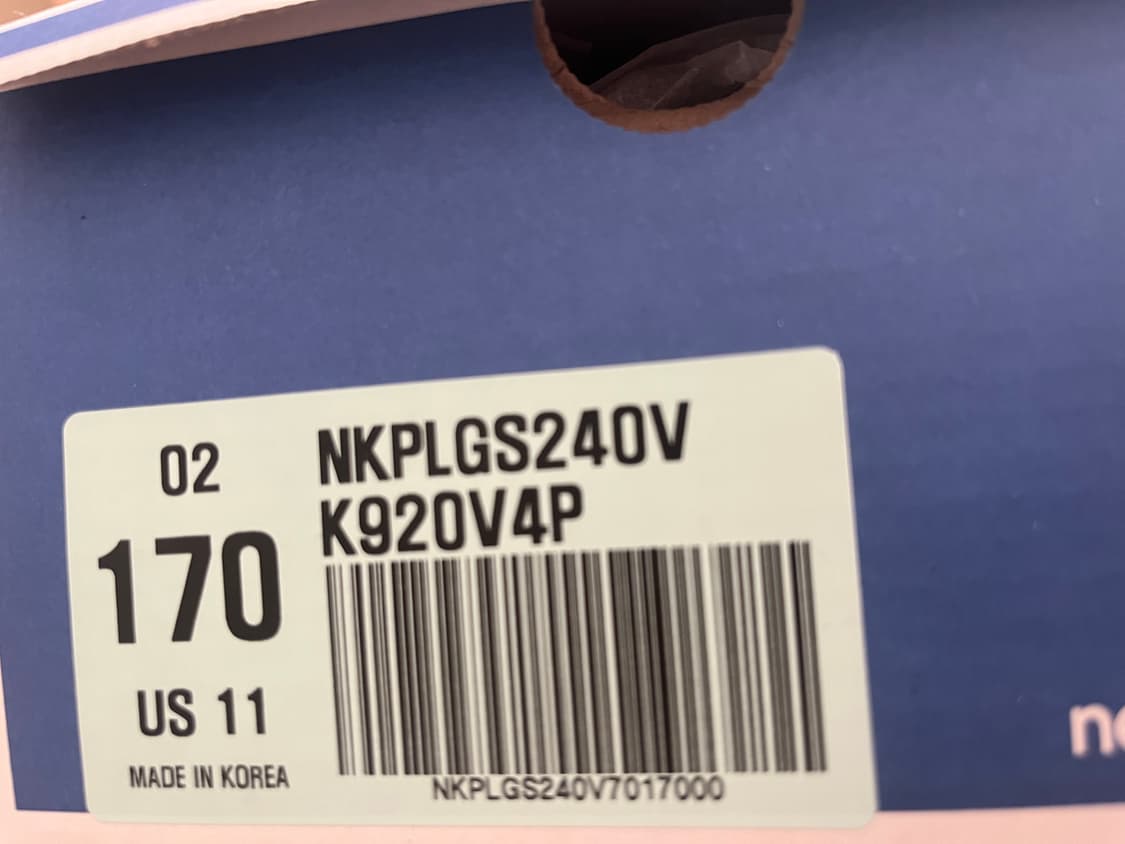 02
170
US 11
MADE IN KOREA
NKPLGS240V
K920V4P
NKPLGS240V7017000